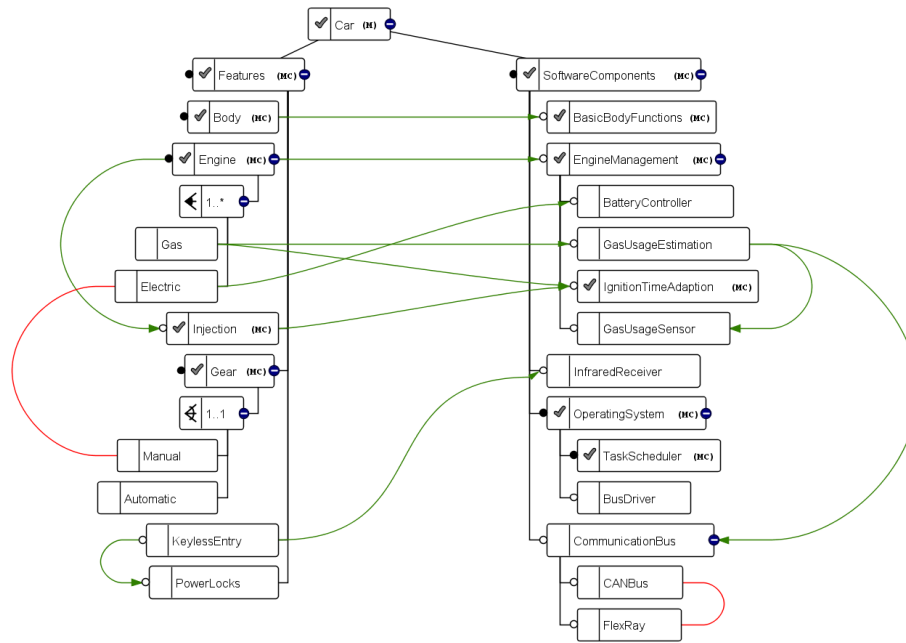 Car (M)
Features (MC)
SoftwareComponents (MC)
Body (MC)
BasicBodyFunctions (MC)
Engine (MC)
EngineManagement (MC)
1..*
BatteryController
Gas
GasUsageEstimation
Electric
IgnitionTimeAdaption (MC)
Injection (MC)
GasUsageSensor
Gear (MC)
InfraredReceiver
1..1
OperatingSystem (MC)
Manual
TaskScheduler (MC)
Automatic
BusDriver
KeylessEntry
CommunicationBus
PowerLocks
CANBus
FlexRay